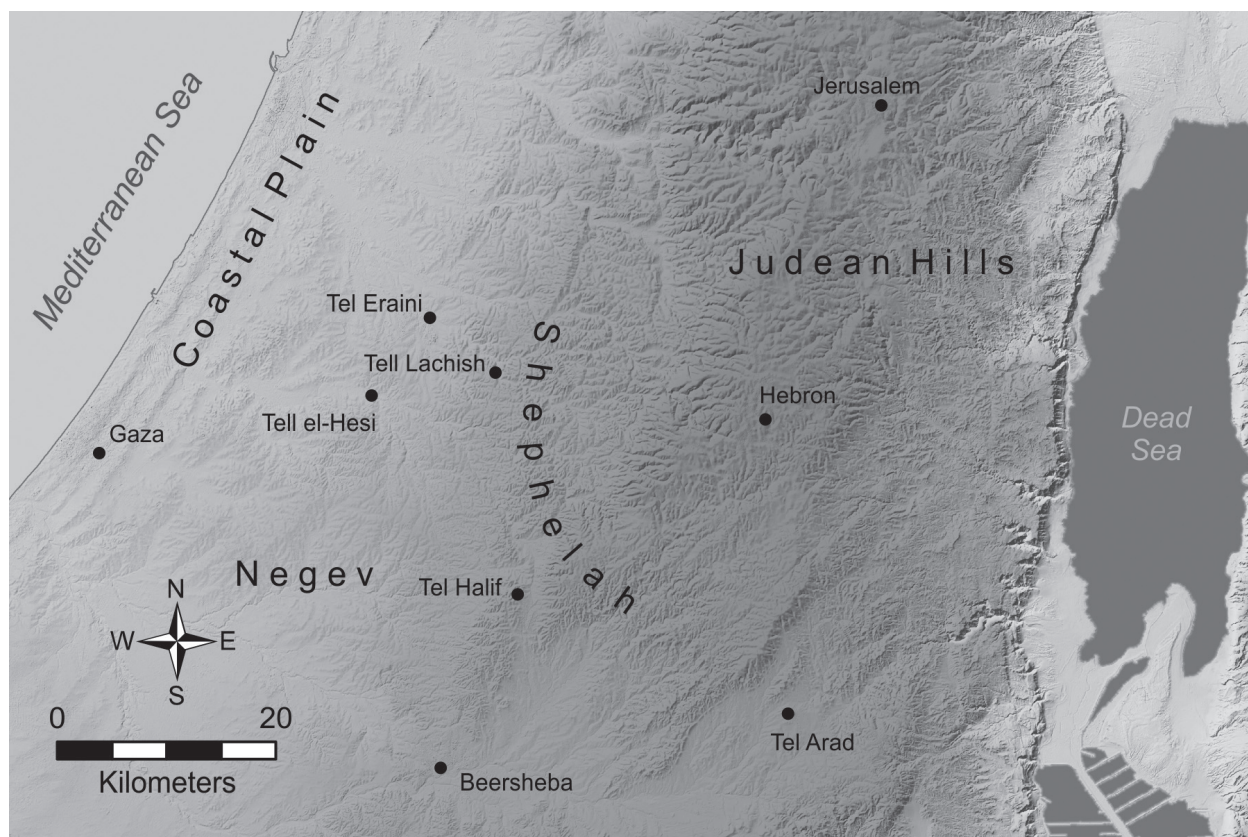 Jerusalem
Mediterranean Sea
Coastal Plain
Judean Hills
Tel Eraini
Shephelah
Tell Lachish
Hebron
Tell el-Hesi
Dead
Sea
Gaza
Negev
Tel Halif
N
W E
S
0 20
Kilometers
Tel Arad
Beersheba